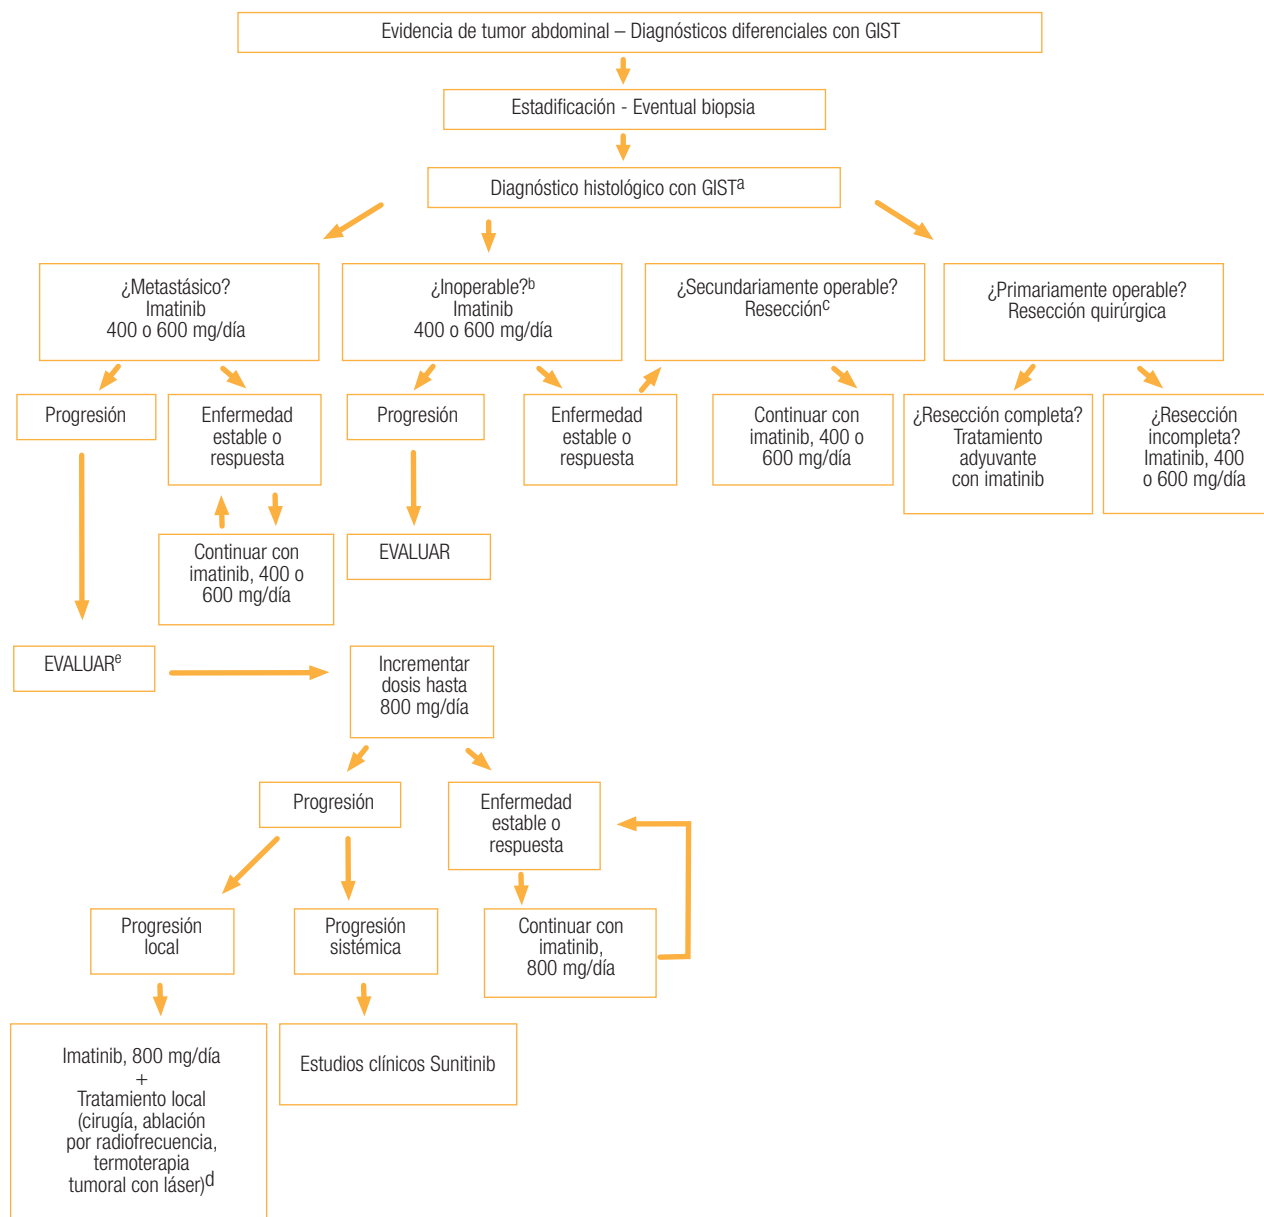 Evidencia de tumor abdominal – Diagnósticos diferenciales con GIST
Estadificación - Eventual biopsia
Diagnóstico histológico con GISTa
¿Metastásico?
Imatinib
400 o 600 mg/día
¿Inoperable?b
Imatinib
400 o 600 mg/día
¿Secundariamente operable?
Resecciónc
¿Primariamente operable?
Resección quirúrgica
Progresión
Enfermedad
estable o
respuesta
Progresión
Enfermedad
estable o
respuesta
Continuar con
imatinib, 400 o
600 mg/día
¿Resección completa?
Tratamiento
adyuvante
con imatinib
¿Resección
incompleta?
Imatinib, 400
o 600 mg/día
Continuar con
imatinib, 400 o
600 mg/día
EVALUAR
EVALUARe
Incrementar
dosis hasta
800 mg/día
Progresión
Enfermedad
estable o
respuesta
Progresión
local
Progresión
sistémica
Continuar con
imatinib,
800 mg/día
Imatinib, 800 mg/día
+
Tratamiento local
(cirugía, ablación
por radiofrecuencia,
termoterapia
tumoral con láser)d
Estudios clínicos Sunitinib